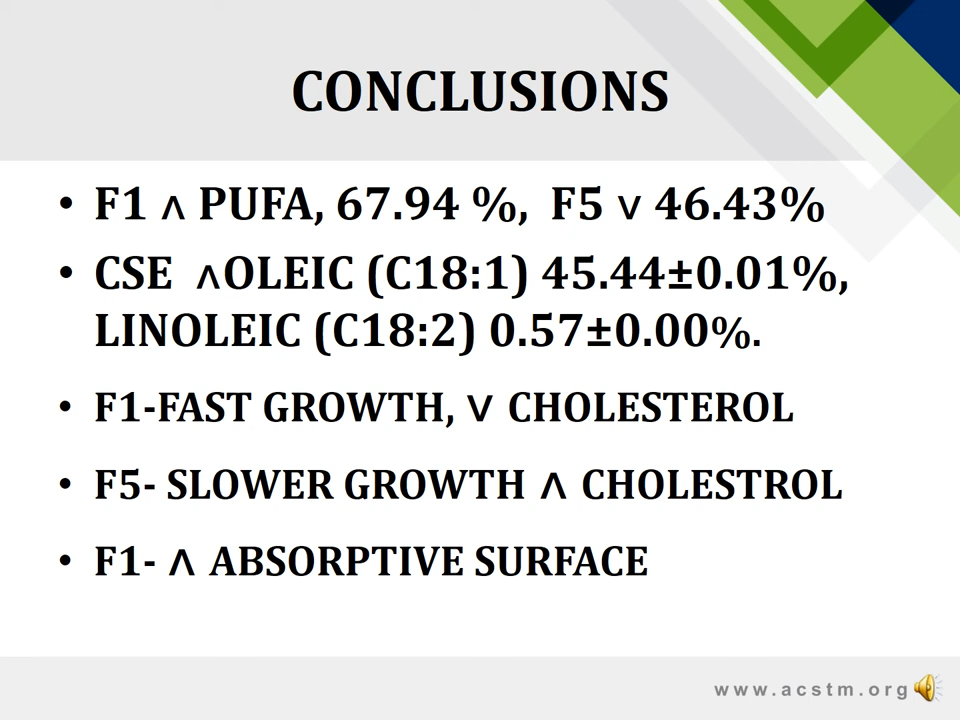 CONCLUSIONS
• F1 ʌ PUFA, 67.94 %, F5 v 46.43%
• CSE ʌOLEIC (C18:1) 45.44±0.01%,
LINOLEIC (C18:2) 0.57±0.00%.
• F1-FAST GROWTH, V CHOLESTEROL
• F5- SLOWER GROWTH Ʌ CHOLESTROL
• F1- Ʌ ABSORPTIVE SURFACE
www.acstm.org